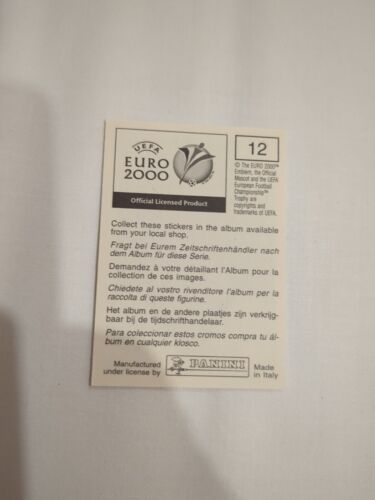 UEFA
EURO
2000
Official Licensed Product
12
© The EURO 2000™
Emblem, the Official
Mascot and the UEFA
European Football
Championship™
Trophy are
copyrights and
trademarks of UEFA.
Collect these stickers in the album available
from your local shop.
Fragt bei Eurem Zeitschriftenhändler nach
dem Album für diese Serie.
Demandez à votre détaillant l'Album pour la
collection de ces images.
Chiedete al vostro rivenditore l'album per la
raccolta di queste figurine.
Het album en de andere plaatjes zijn verkrijg-
baar bij de tijdschrifthandelaar.
Para coleccionar estos cromos compra tu ál-
bum en cualquier kiosco.
Manufactured
under license by
PANINI
Made
in Italy